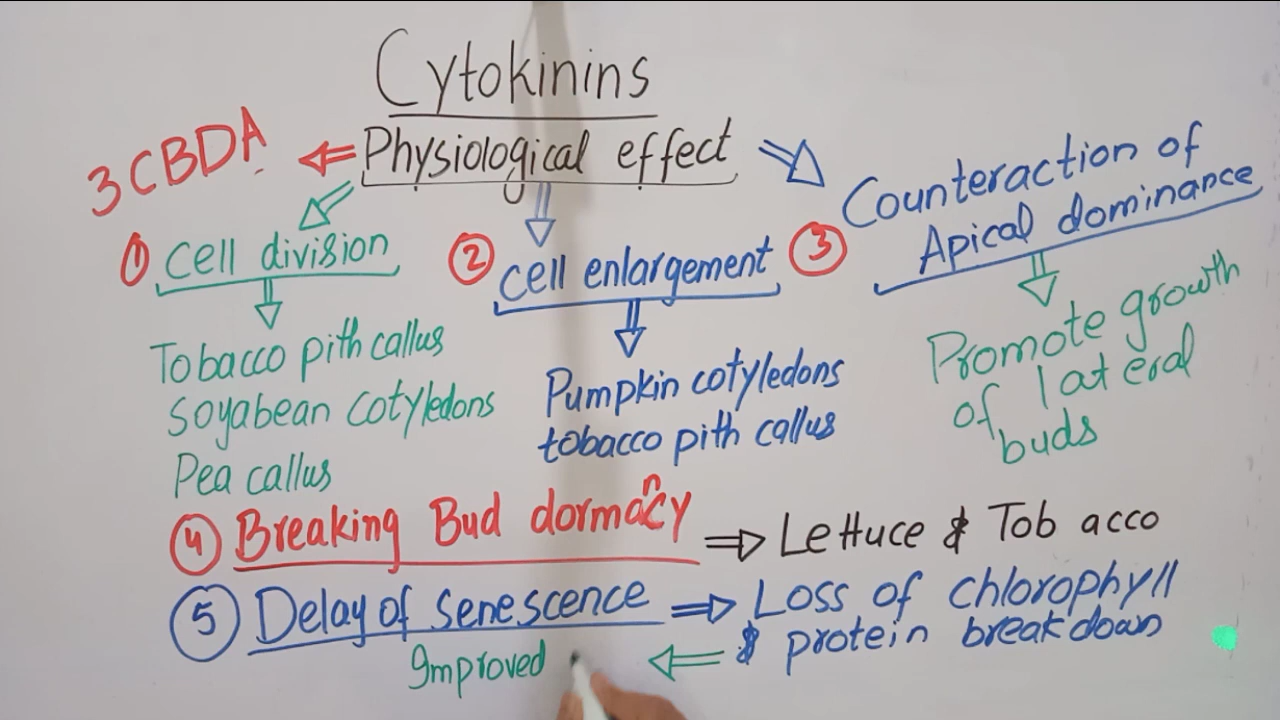 Cytokinins
3CBDA
Physiological effect
① Cell division
Tobacco pith callus
Soyabean cotyledons
Pea callus
② Cell enlargement
Pumpkin cotyledons
tobacco pith callus
③ Counteraction of
Apical dominance
Promote growth
of lateral
buds
④ Breaking Bud dormancy ⇒ Lettuce & Tobacco
⑤ Delay of senescence ⇒ Loss of chlorophyll
& protein breakdown
Improved